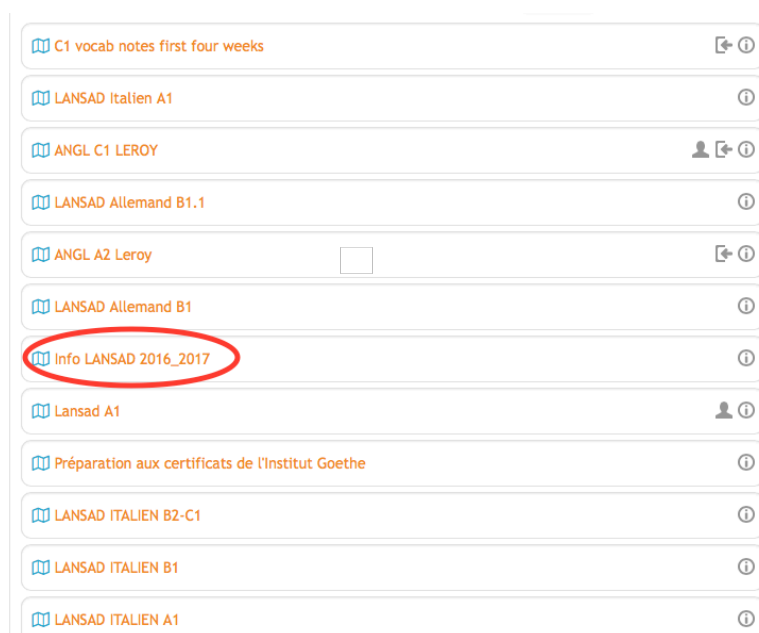 C1 vocab notes first four weeks
LANSAD Italien A1
ANGL C1 LEROY
LANSAD Allemand B1.1
ANGL A2 Leroy
LANSAD Allemand B1
Info LANSAD 2016_2017
Lansad A1
Préparation aux certificats de l'Institut Goethe
LANSAD ITALIEN B2-C1
LANSAD ITALIEN B1
LANSAD ITALIEN A1